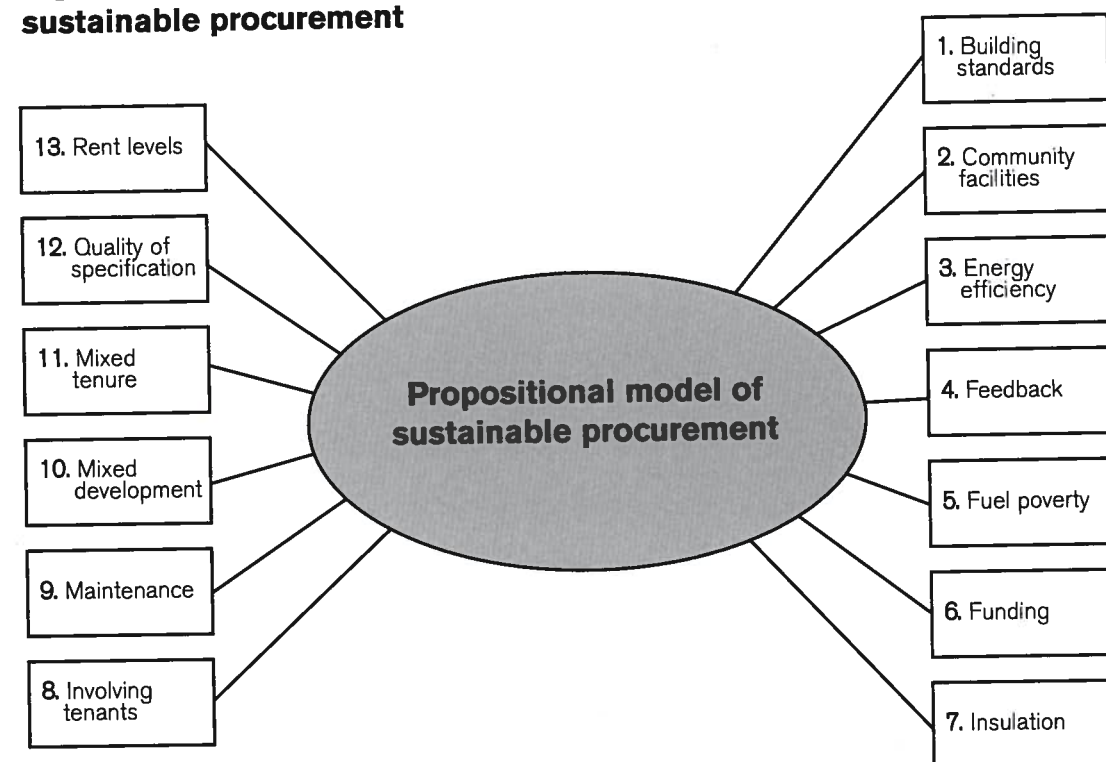 sustainable procurement
1. Building
standards
2. Community
facilities
3. Energy
efficiency
4. Feedback
5. Fuel poverty
6. Funding
7. Insulation
8. Involving
tenants
9. Maintenance
10. Mixed
development
11. Mixed
tenure
12. Quality of
specification
13. Rent levels
Propositional model of
sustainable procurement